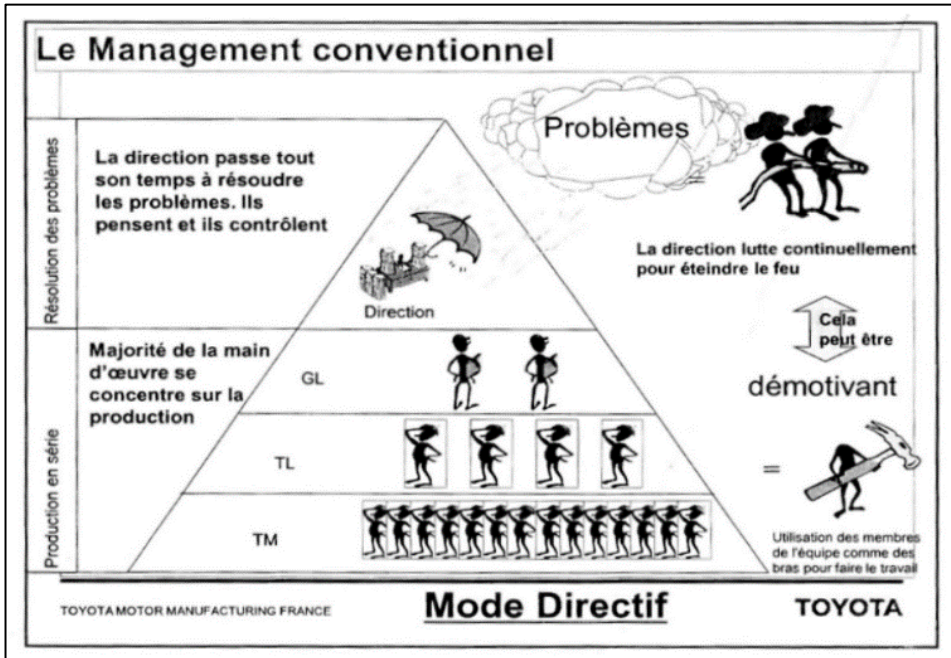 Le Management conventionnel
Résolution des problèmes
La direction passe tout
son temps à résoudre
les problèmes. Ils
pensent et ils contrôlent
Direction
Problèmes
La direction lutte continuellement
pour éteindre le feu
Cela
peut être
démotivant
Production en série
Majorité de la main
d'œuvre se
concentre sur la
production
GL
TL
TM
=
Utilisation des membres
de l'équipe comme des
bras pour faire le travail
TOYOTA MOTOR MANUFACTURING FRANCE
Mode Directif
TOYOTA